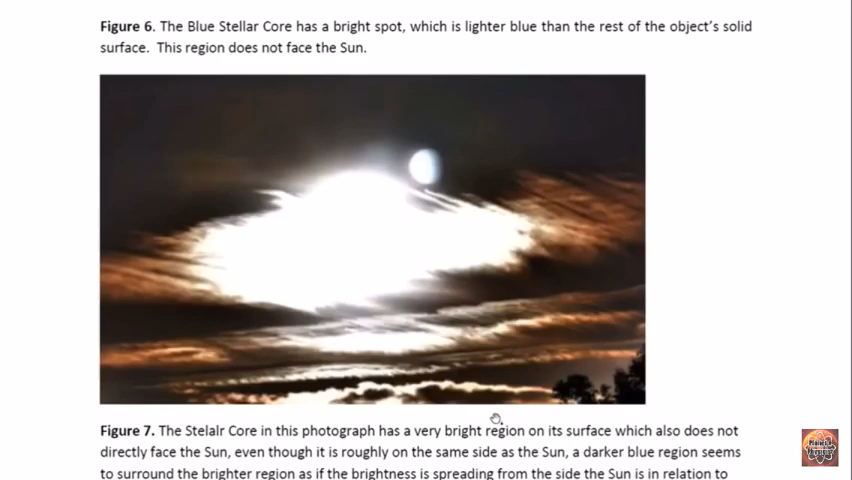 Figure 6. The Blue Stellar Core has a bright spot, which is lighter blue than the rest of the object's solid
surface. This region does not face the Sun.
Figure 7. The Stelalr Core in this photograph has a very bright region on its surface which also does not
directly face the Sun, even though it is roughly on the same side as the Sun, a darker blue region seems
to surround the brighter region as if the brightness is spreading from the side the Sun is in relation to